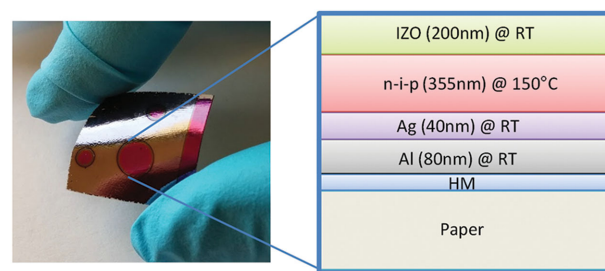 IZO (200nm) @ RT
n-i-p (355nm) @ 150°C
Ag (40nm) @ RT
Al (80nm) @ RT
HM
Paper